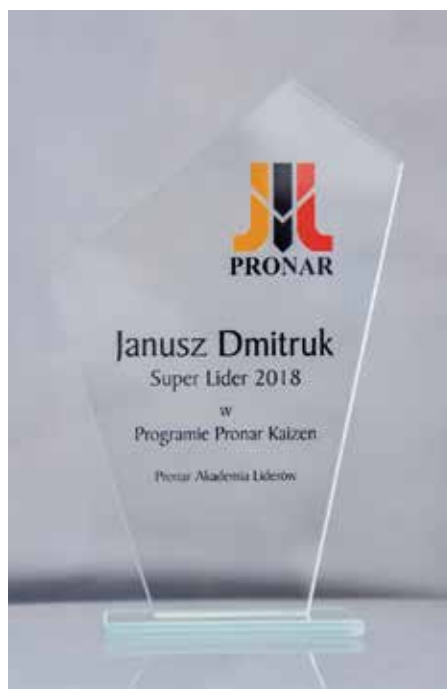 PRONAR
Janusz Dmitruk
Super Lider 2018
w
Programie Pronar Kaizen
Pronar Akademia Liderów